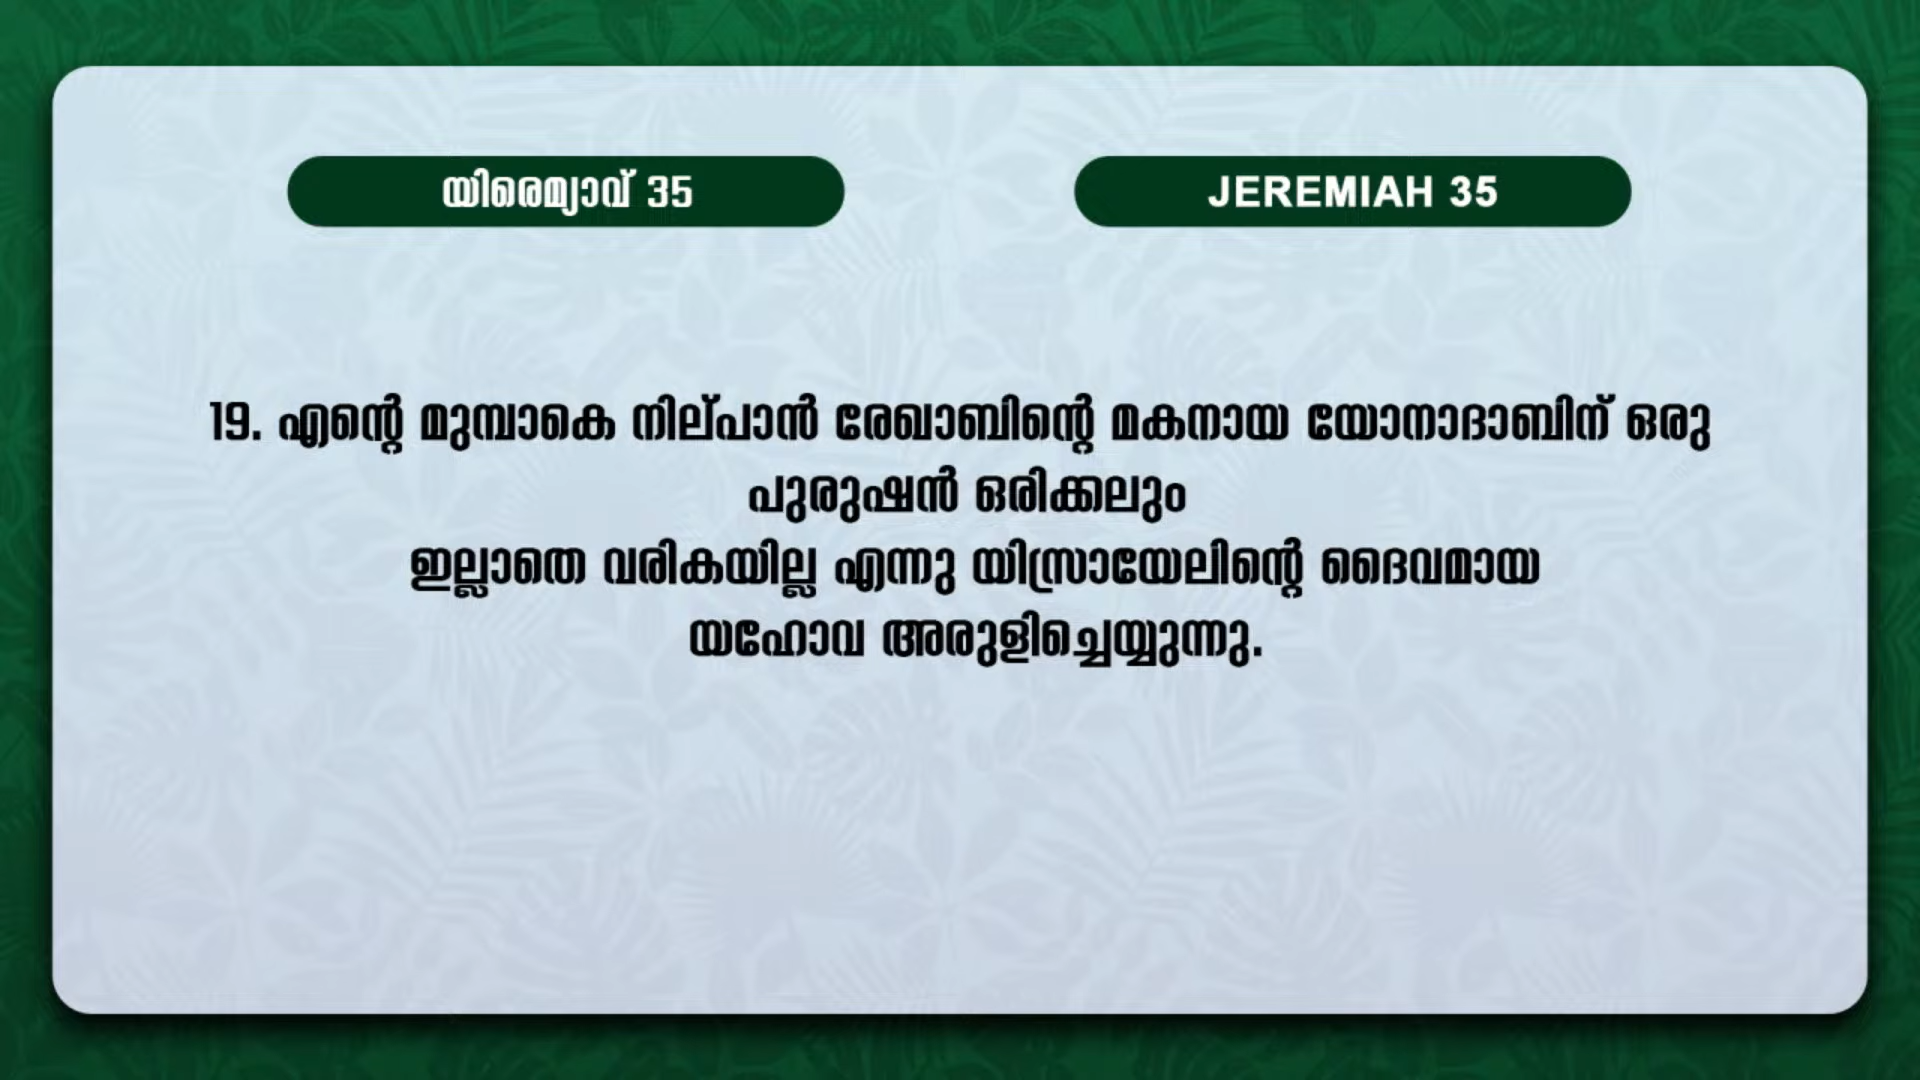 യിരെമ്യാവ് 35
JEREMIAH 35
19. എന്റെ മുമ്പാകെ നില്പാൻ രേഖാബിന്റെ മകനായ യോനാദാബിന് ഒരു
പുരുഷൻ ഒരിക്കലും
ഇല്ലാതെ വരികയില്ല എന്നു യിസ്രായേലിന്റെ ദൈവമായ
യഹോവ അരുളിച്ചെയ്യുന്നു.